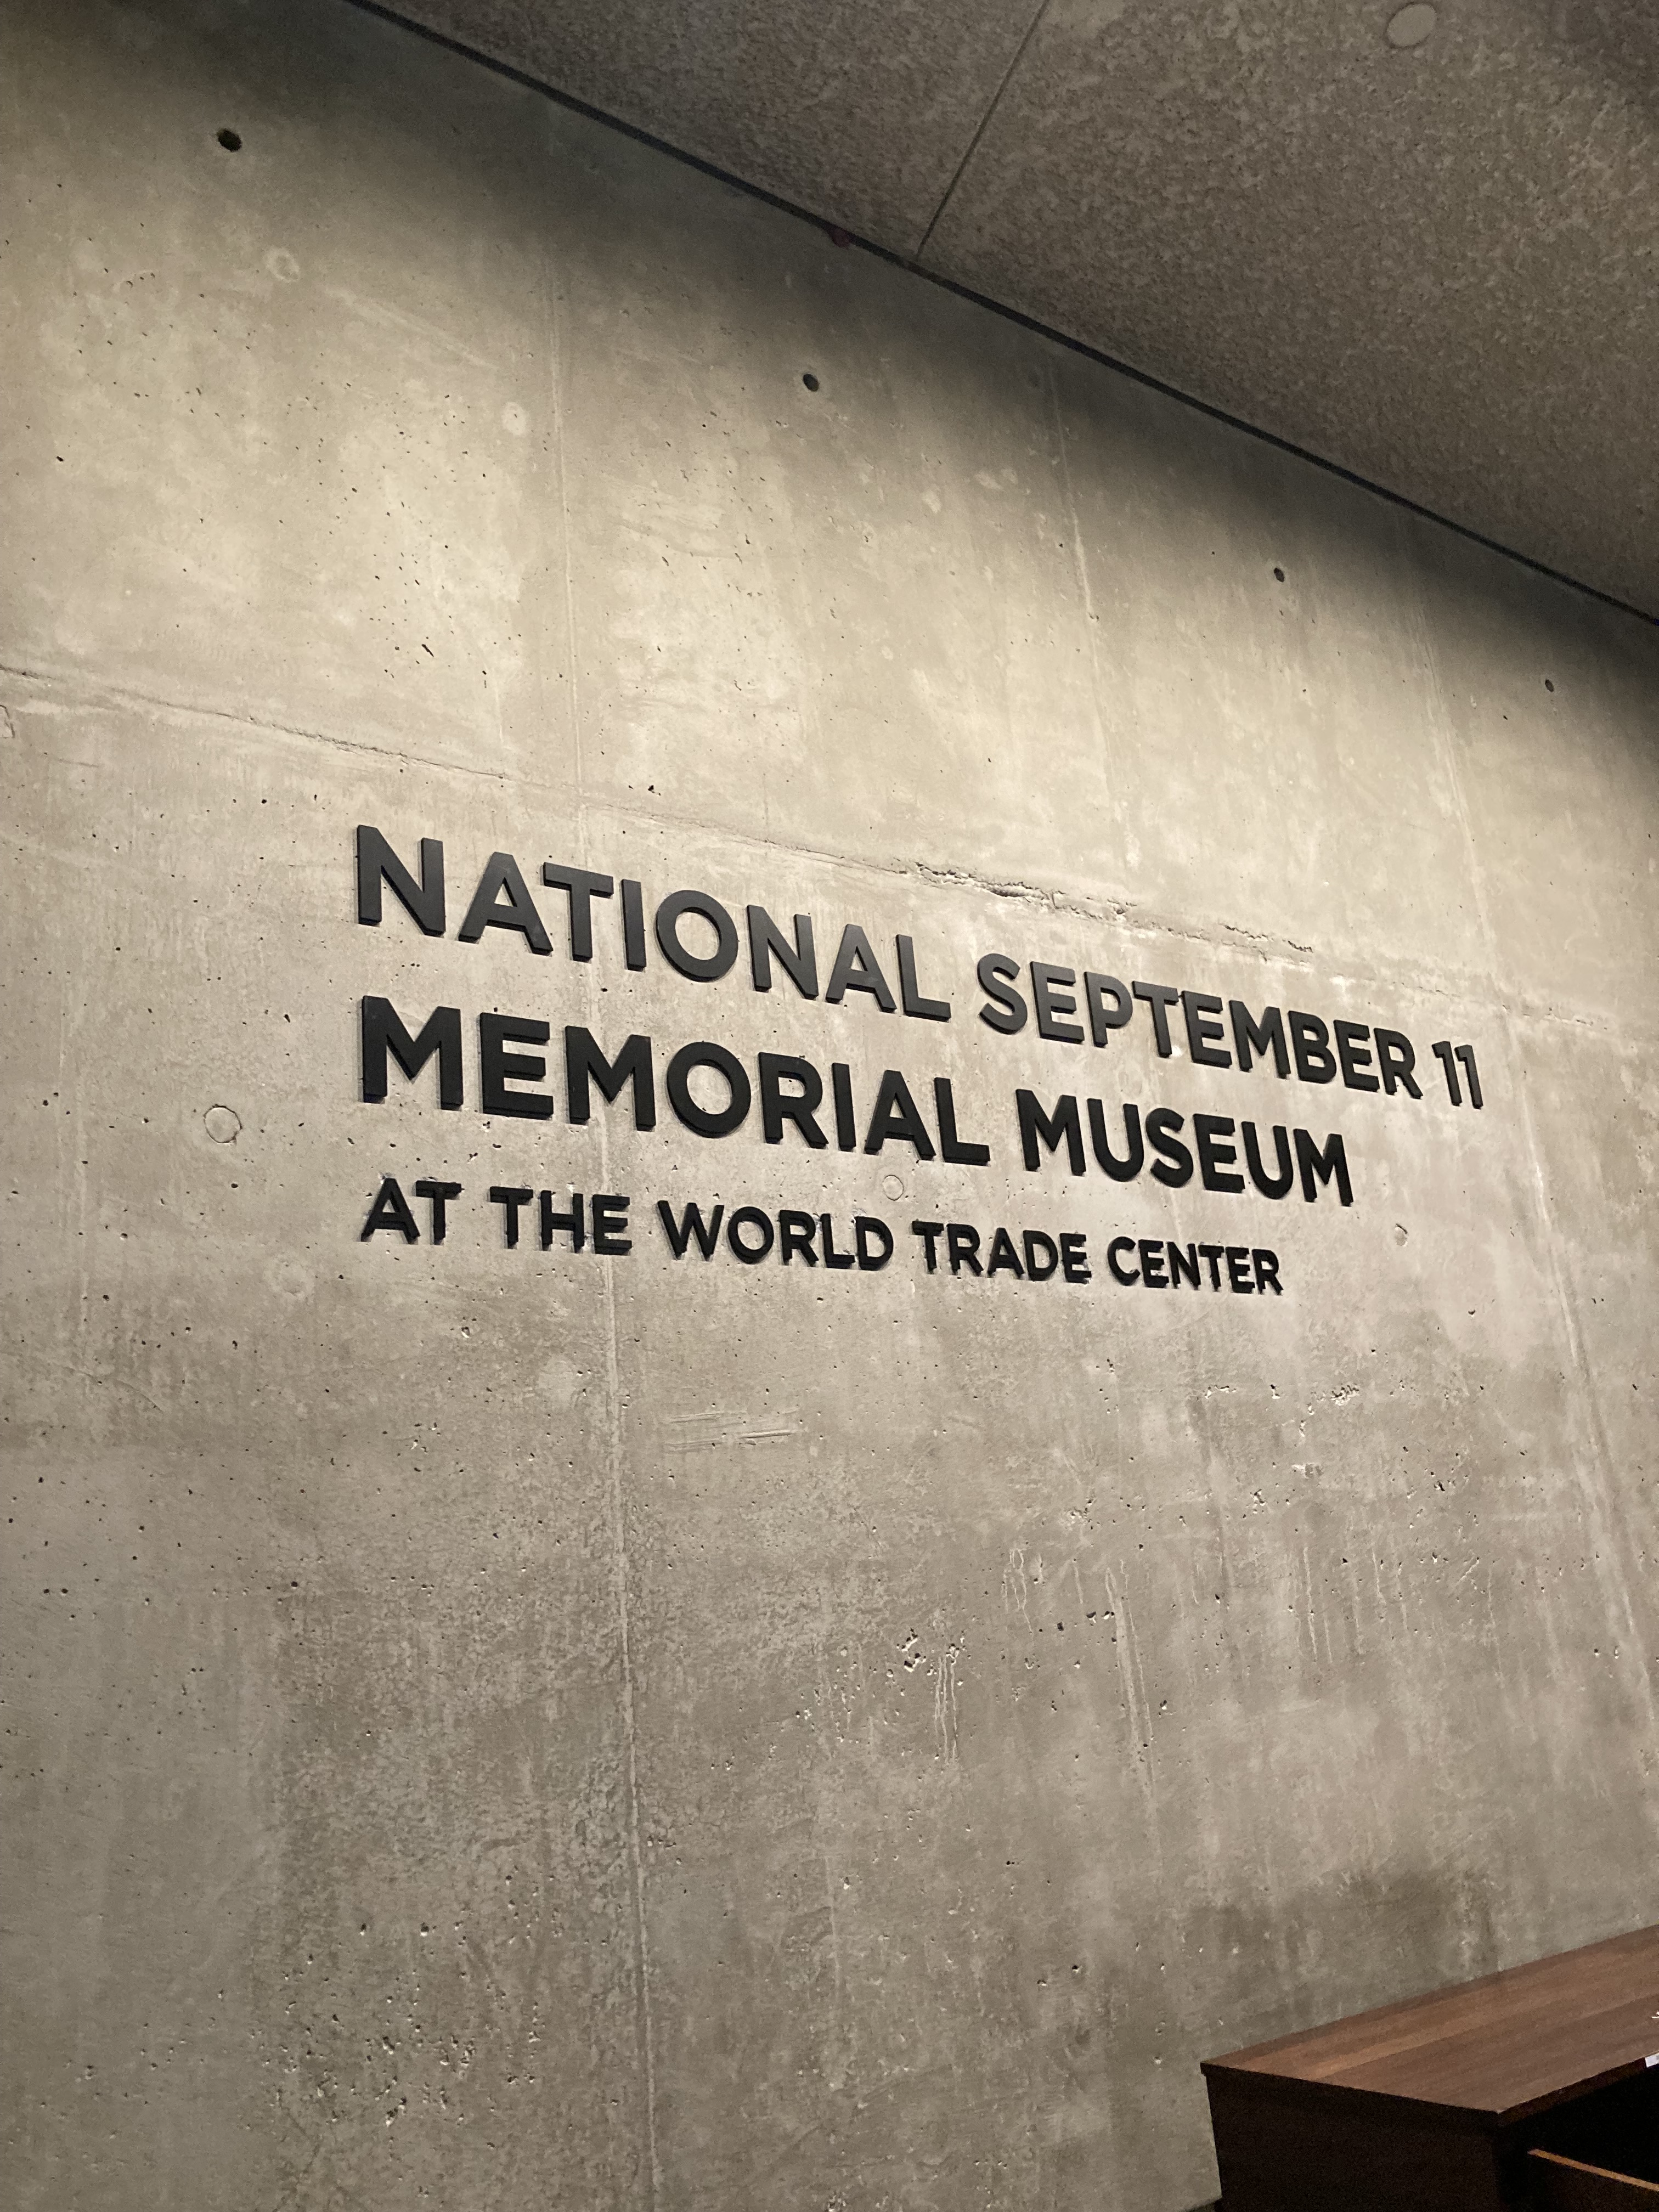 NATIONAL SEPTEMBER 11
MEMORIAL MUSEUM
AT THE WORLD TRADE CENTER